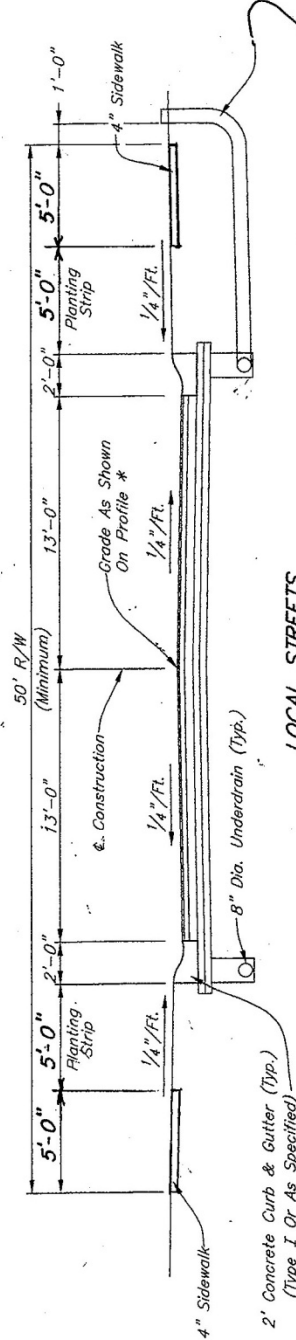 50' R/W
(Minimum)
5'-0"
5'-0"
2'-0"
13'-0"
13'-0"
2'-0"
5'-0"
5'-0"
1'-0"
Planting
Strip
℄ Construction
Grade As Shown
On Profile *
Planting
Strip
4" Sidewalk
1/4"/Ft.
1/4"/Ft.
1/4"/Ft.
1/4"/Ft.
4" Sidewalk
8" Dia. Underdrain (Typ.)
2' Concrete Curb & Gutter (Typ.)
(Type I Or As Specified)
LOCAL STREETS